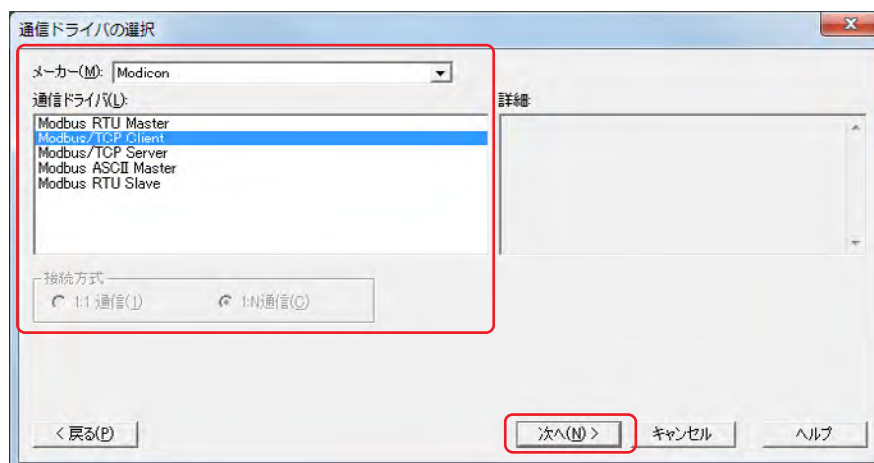 通信ドライバの選択
メーカー(M): Modicon
通信ドライバ(L):
詳細:
Modbus RTU Master
Modbus/TCP Client
Modbus/TCP Server
Modbus ASCII Master
Modbus RTU Slave
接続方式
1:1 通信(1)
1:N通信(C)
< 戻る(P)
次へ(N) >
キャンセル
ヘルプ